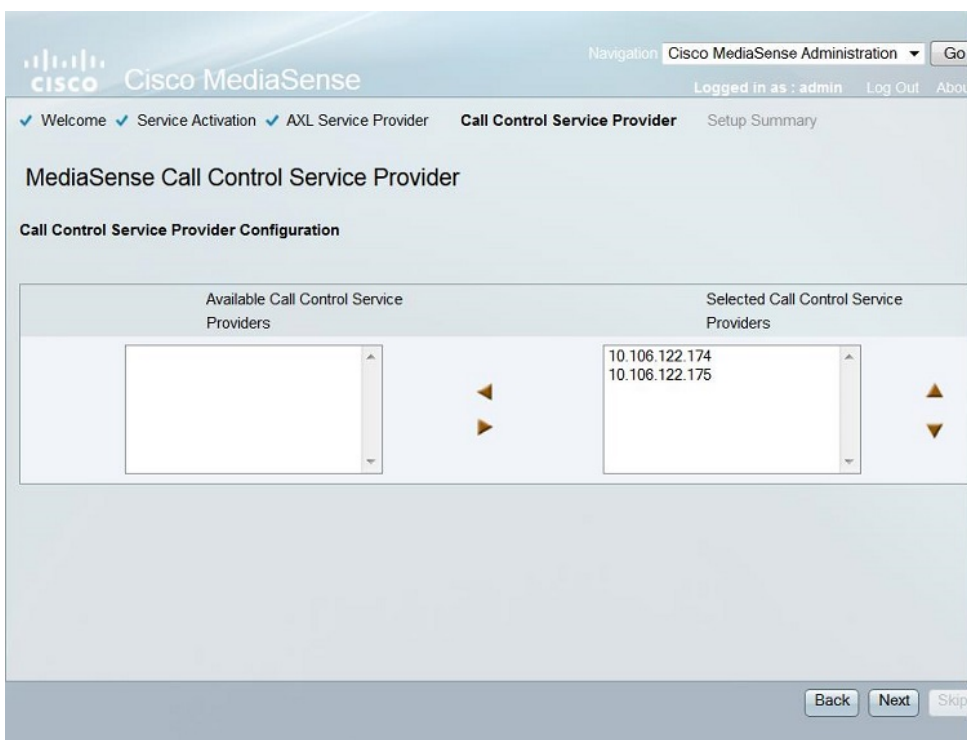 Navigation Cisco MediaSense Administration Go
CISCO Cisco MediaSense
Logged in as : admin Log Out
Welcome Service Activation AXL Service Provider Call Control Service Provider Setup Summary
MediaSense Call Control Service Provider
Call Control Service Provider Configuration
Available Call Control Service
Providers
Selected Call Control Service
Providers
10.106.122.174
10.106.122.175
Back Next Skip